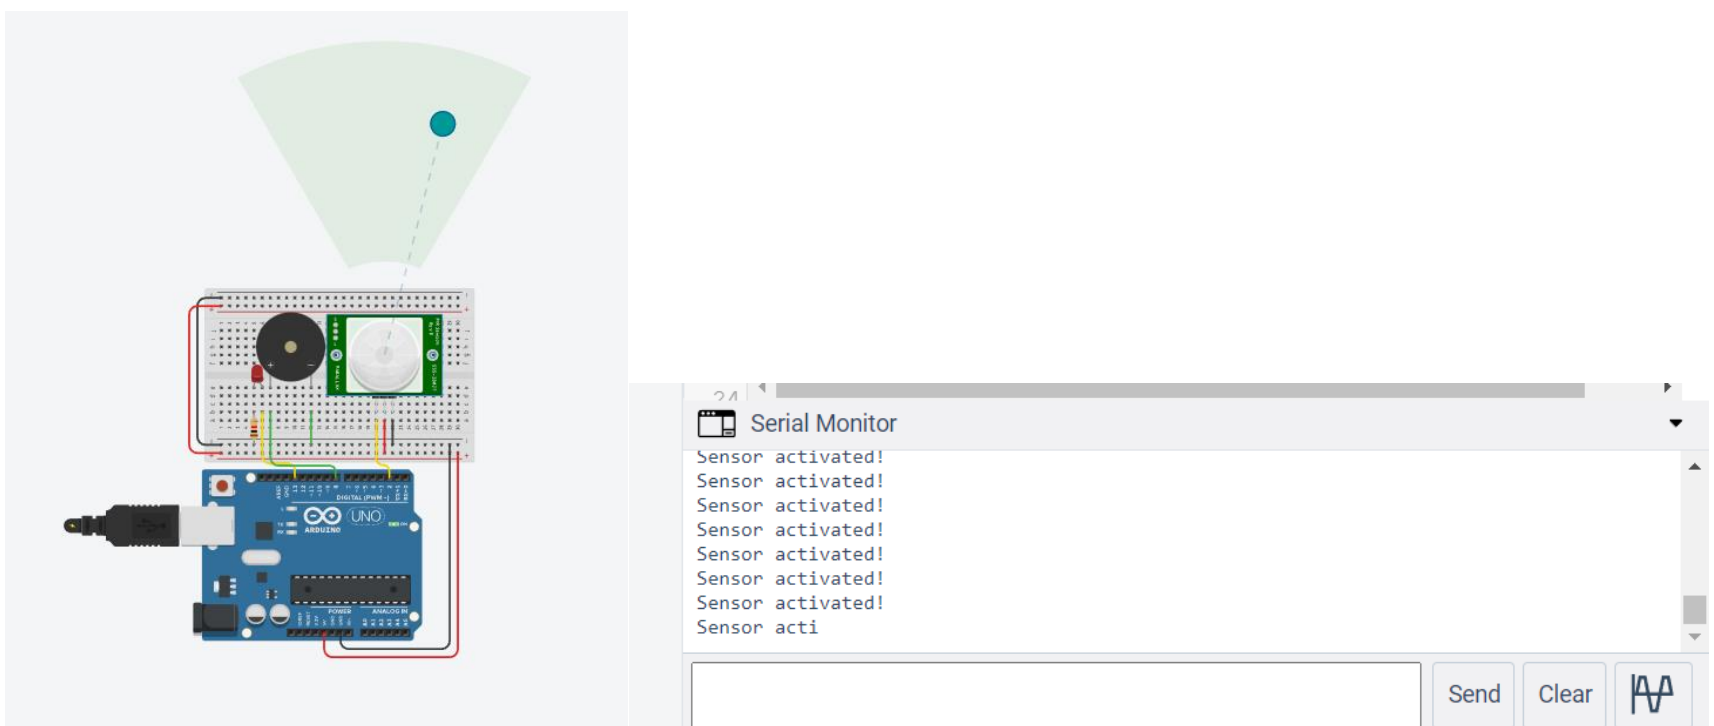 DIGITAL (PWM~)
UNO
ARDUINO
POWER
ANALOG IN
24
Serial Monitor
Sensor activated!
Sensor activated!
Sensor activated!
Sensor activated!
Sensor activated!
Sensor activated!
Sensor activated!
Sensor acti
Send
Clear